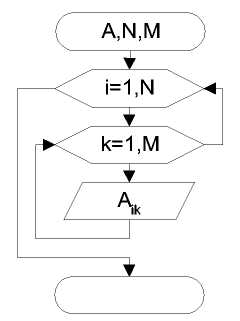 A,N,M
i=1,N
k=1,M
Aik